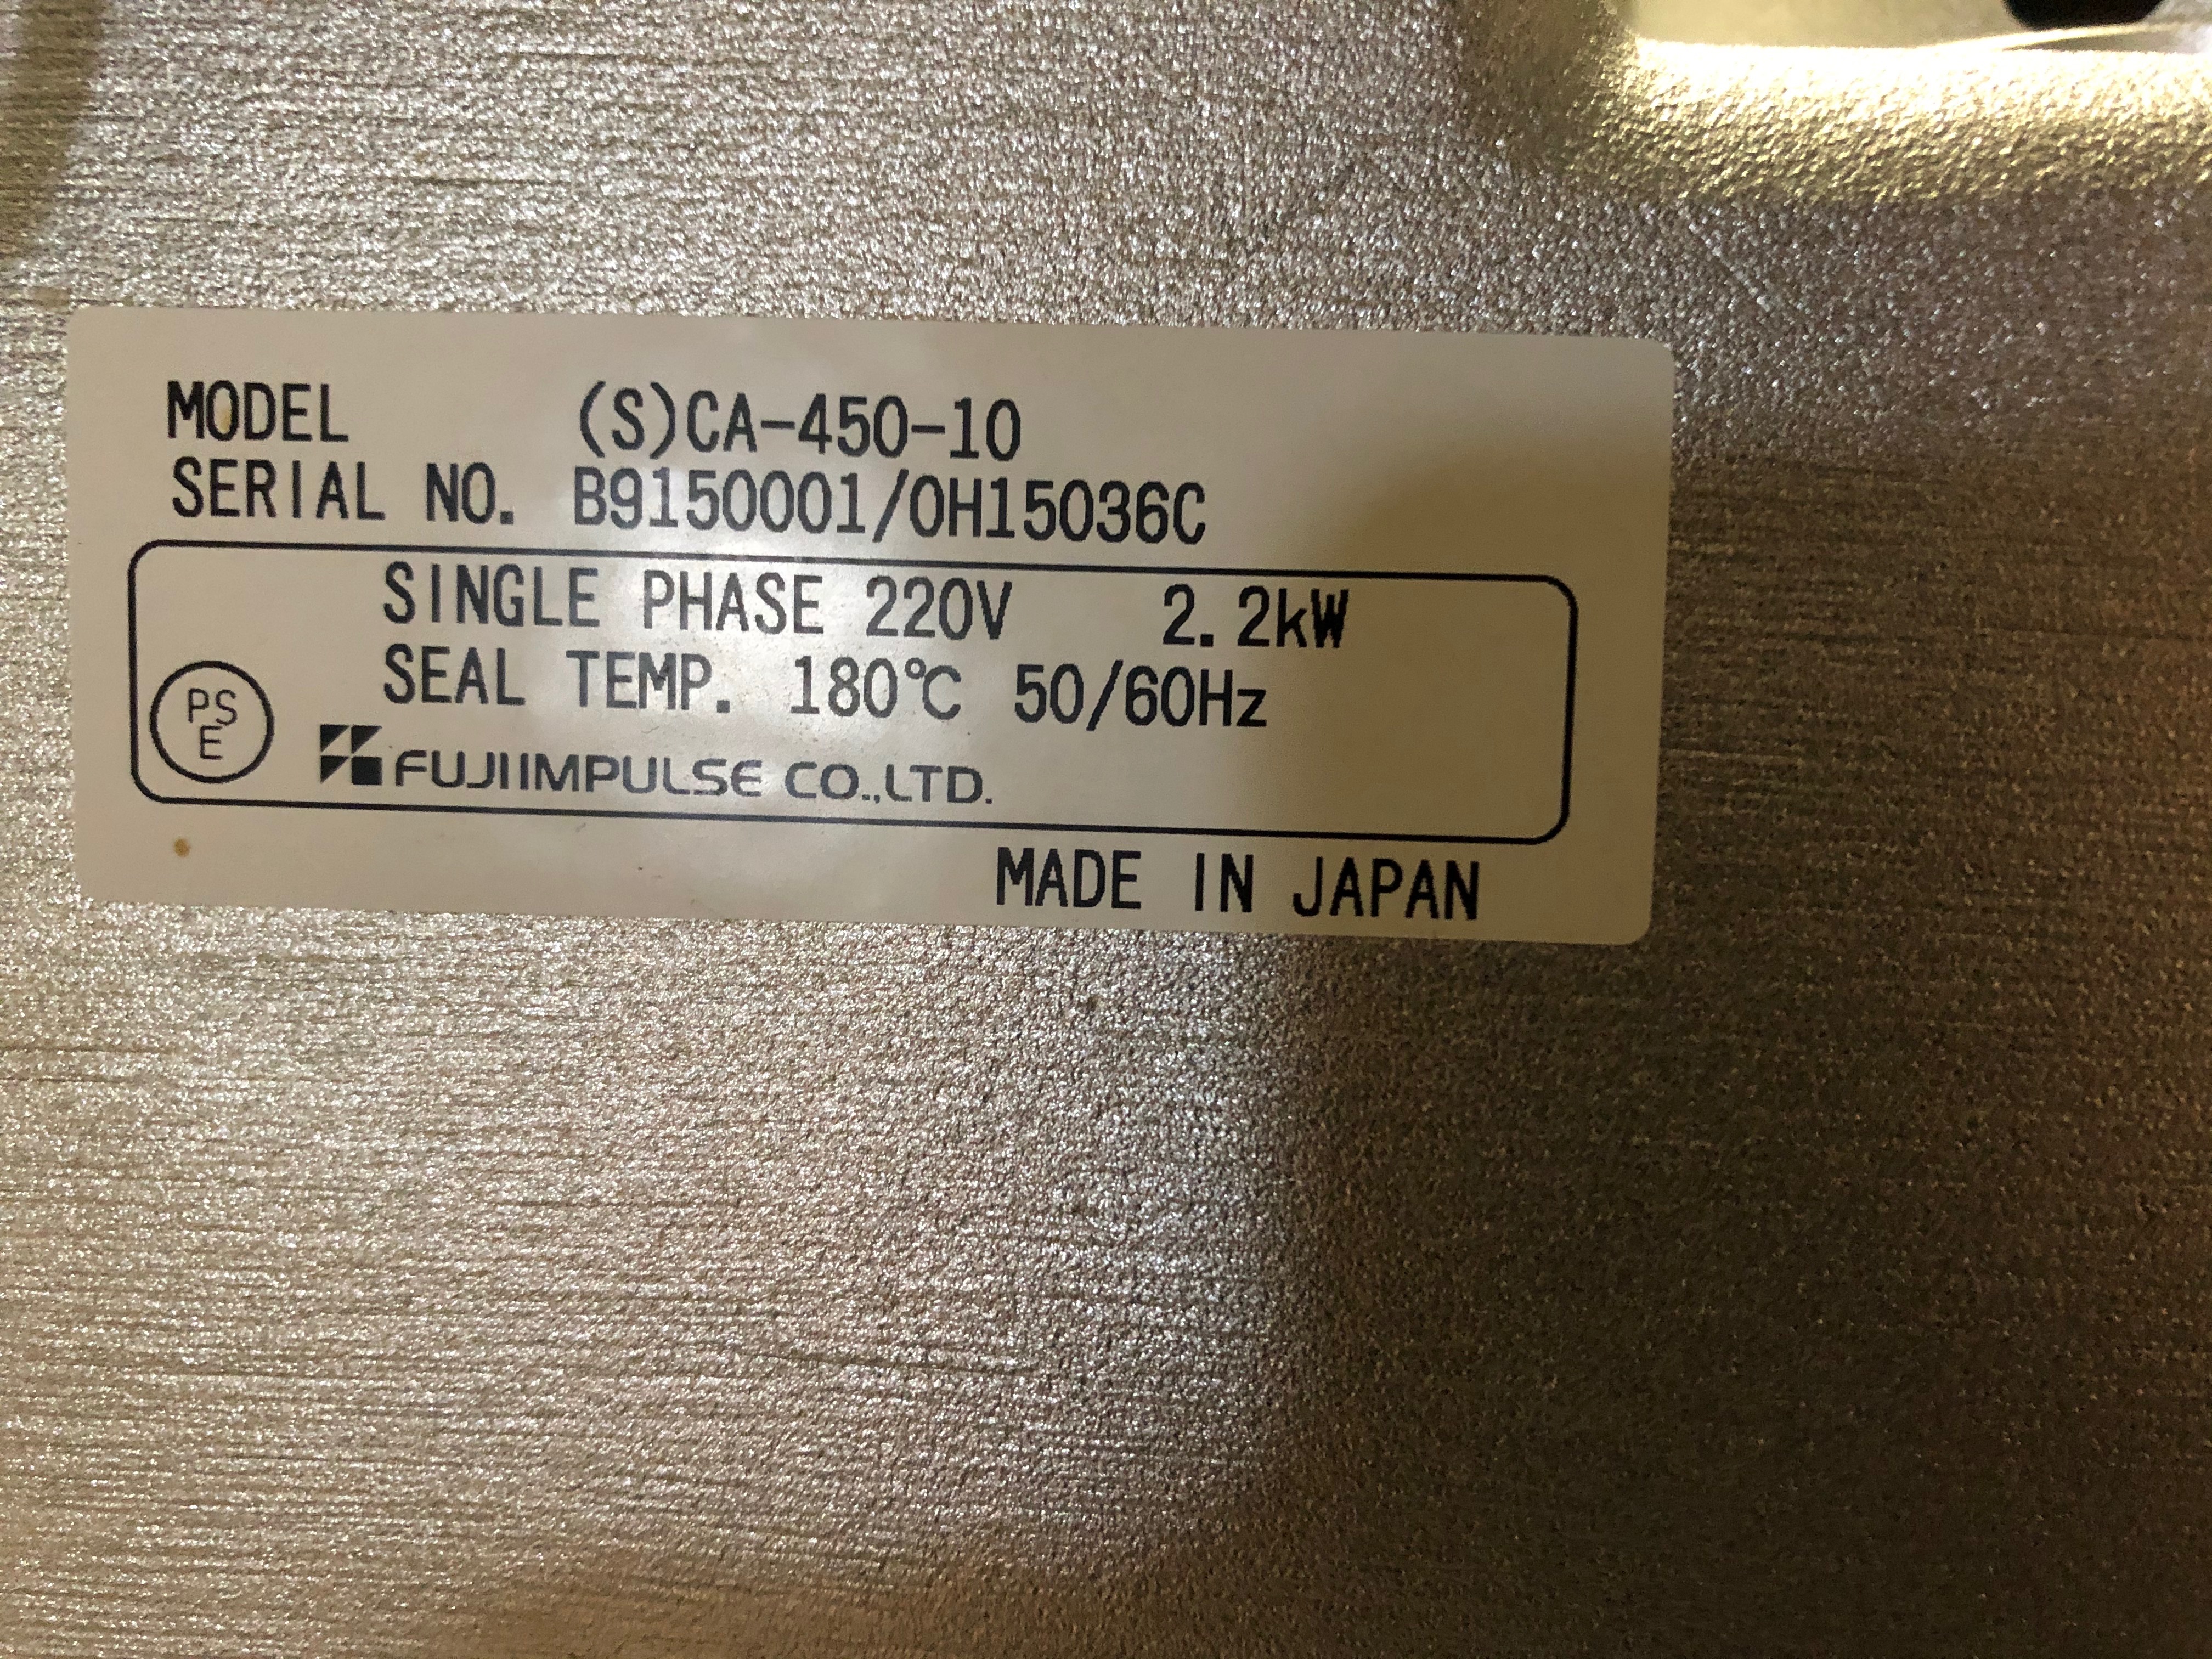 MODEL (S)CA-450-10
SERIAL NO. B9150001/0H15036C
SINGLE PHASE 220V 2.2kW
SEAL TEMP. 180℃ 50/60Hz
PS
E
FUJIIMPULSE CO.,LTD.
MADE IN JAPAN